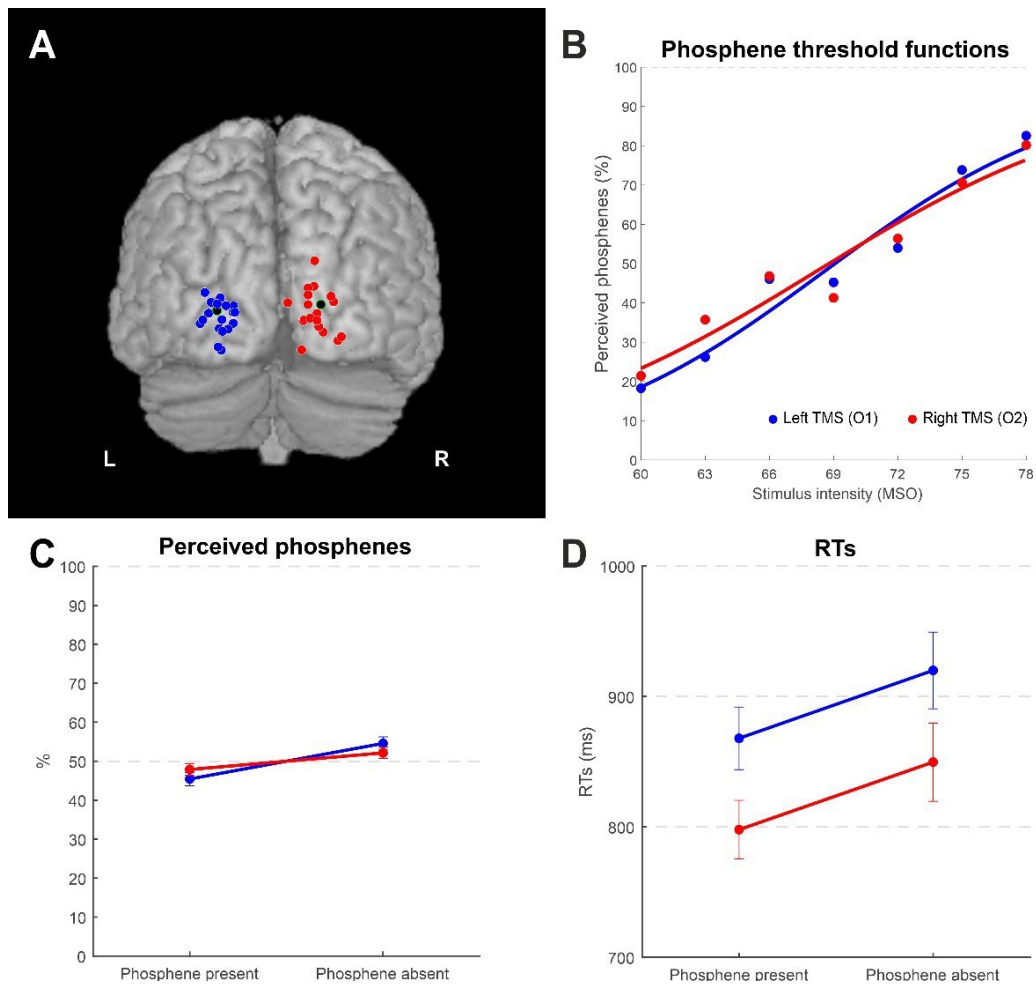 A
L
R
B
Phosphene threshold functions
Perceived phosphenes (%)
100
90
80
70
60
50
40
30
20
10
0
Left TMS (O1)
Right TMS (O2)
60
63
66
69
72
75
78
Stimulus intensity (MSO)
C
Perceived phosphenes
%
100
90
80
70
60
50
40
30
20
10
0
Phosphene present
Phosphene absent
D
RTs
RTs (ms)
1000
900
800
700
Phosphene present
Phosphene absent